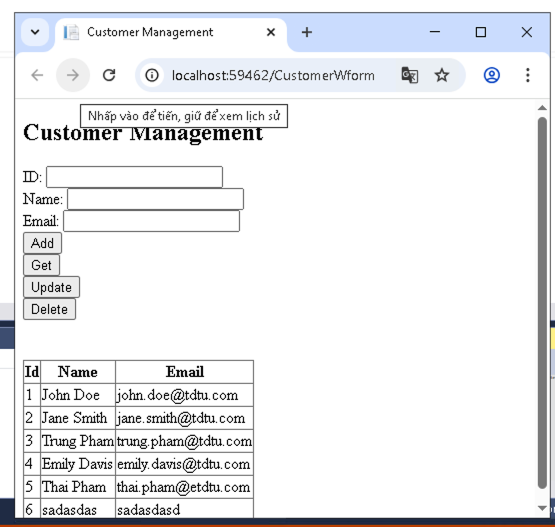 Customer Management
localhost:59462/CustomerWform
Nhấp vào để tiến, giữ để xem lịch sử
Customer Management
ID:
Name:
Email:
Add
Get
Update
Delete
Id Name Email
1 John Doe john.doe@tdtu.com
2 Jane Smith jane.smith@tdtu.com
3 Trung Pham trung.pham@tdtu.com
4 Emily Davis emily.davis@tdtu.com
5 Thai Pham thai.pham@etdtu.com
6 sadasdas sadasdasd